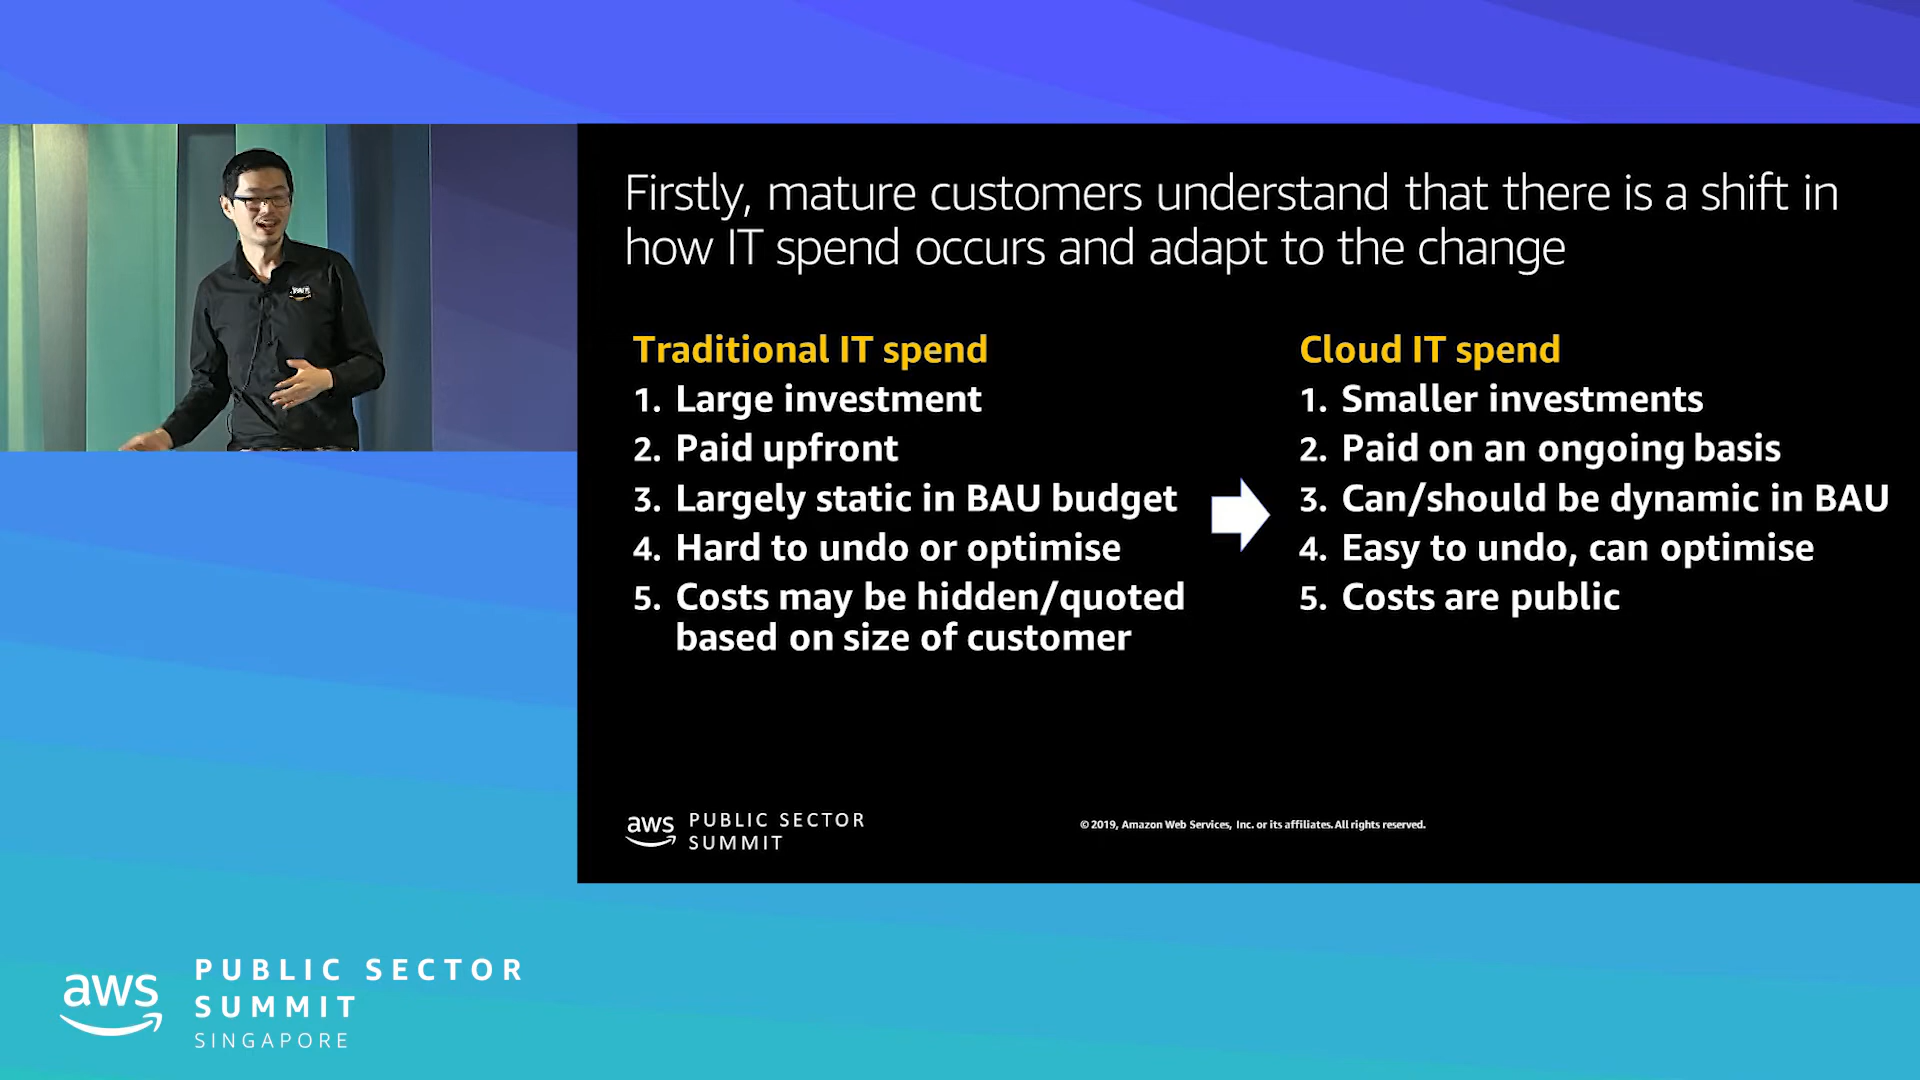 Firstly, mature customers understand that there is a shift in
how IT spend occurs and adapt to the change
Traditional IT spend
1. Large investment
2. Paid upfront
3. Largely static in BAU budget
4. Hard to undo or optimise
5. Costs may be hidden/quoted
based on size of customer
Cloud IT spend
1. Smaller investments
2. Paid on an ongoing basis
3. Can/should be dynamic in BAU
4. Easy to undo, can optimise
5. Costs are public
aws PUBLIC SECTOR
SUMMIT
© 2019, Amazon Web Services, Inc. or its affiliates. All rights reserved.
aws PUBLIC SECTOR
SUMMIT
SINGAPORE